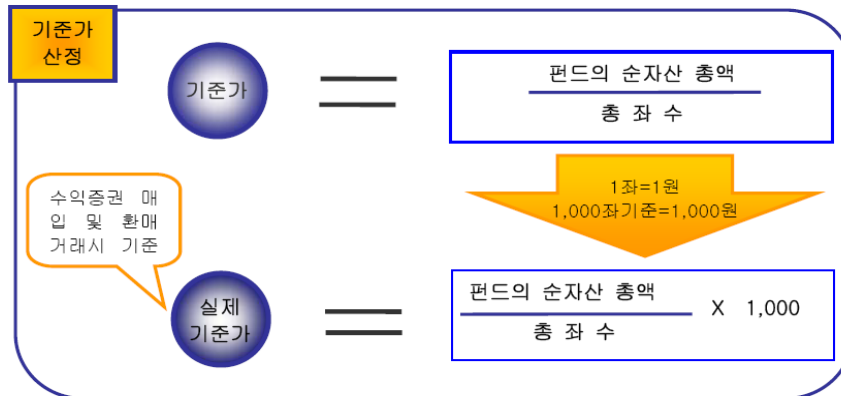 기준가
산정
기준가
펀드의 순자산 총액
총 좌 수
1좌=1원
1,000좌기준=1,000원
수익증권 매
입 및 환매
거래시 기준
실제
기준가
펀드의 순자산 총액
총 좌 수
X 1,000